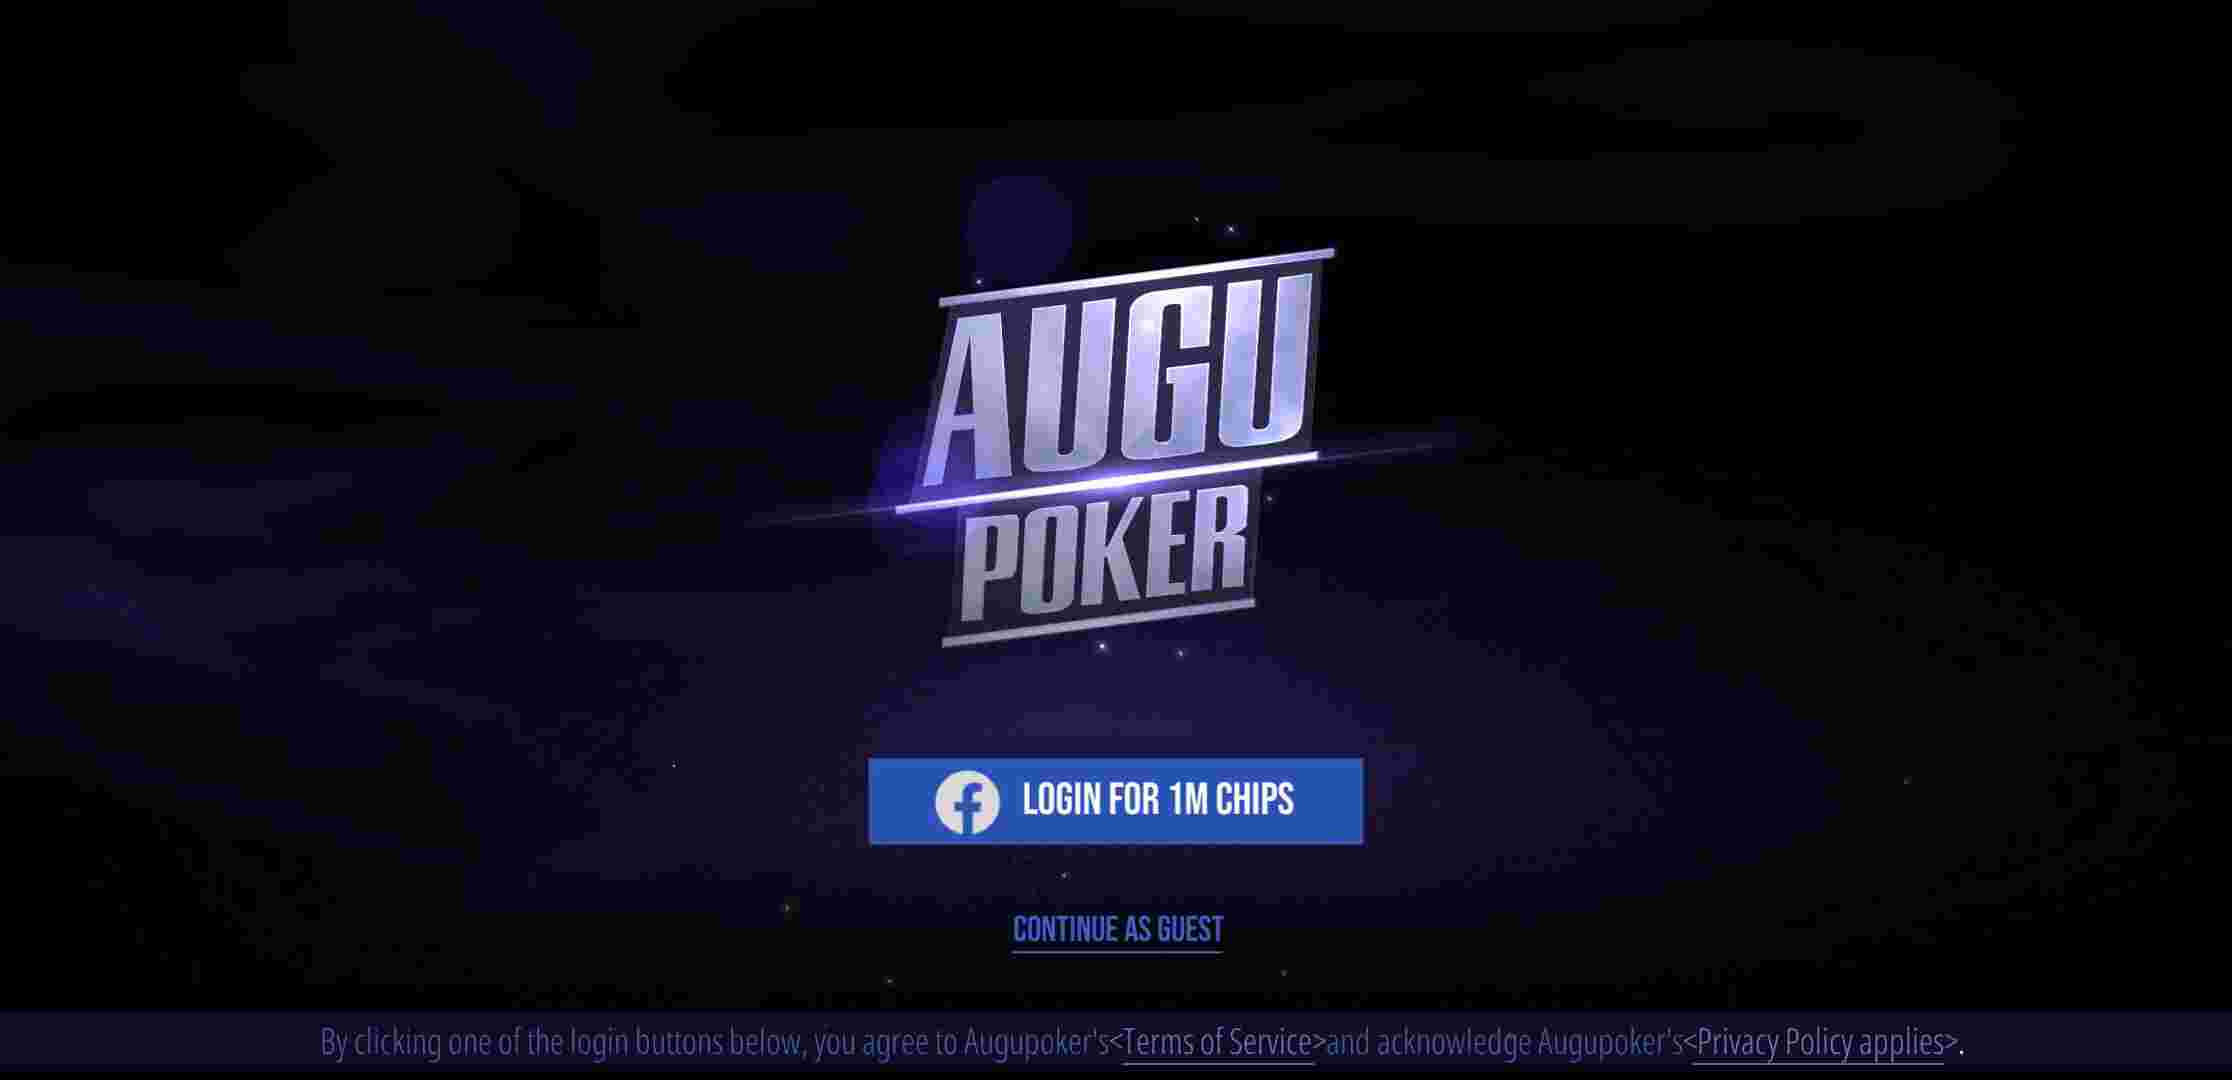 AUGU
POKER
LOGIN FOR 1M CHIPS
CONTINUE AS GUEST
By clicking one of the login buttons below, you agree to Augupoker's<Terms of Service>and acknowledge Augupoker's<Privacy Policy applies>.